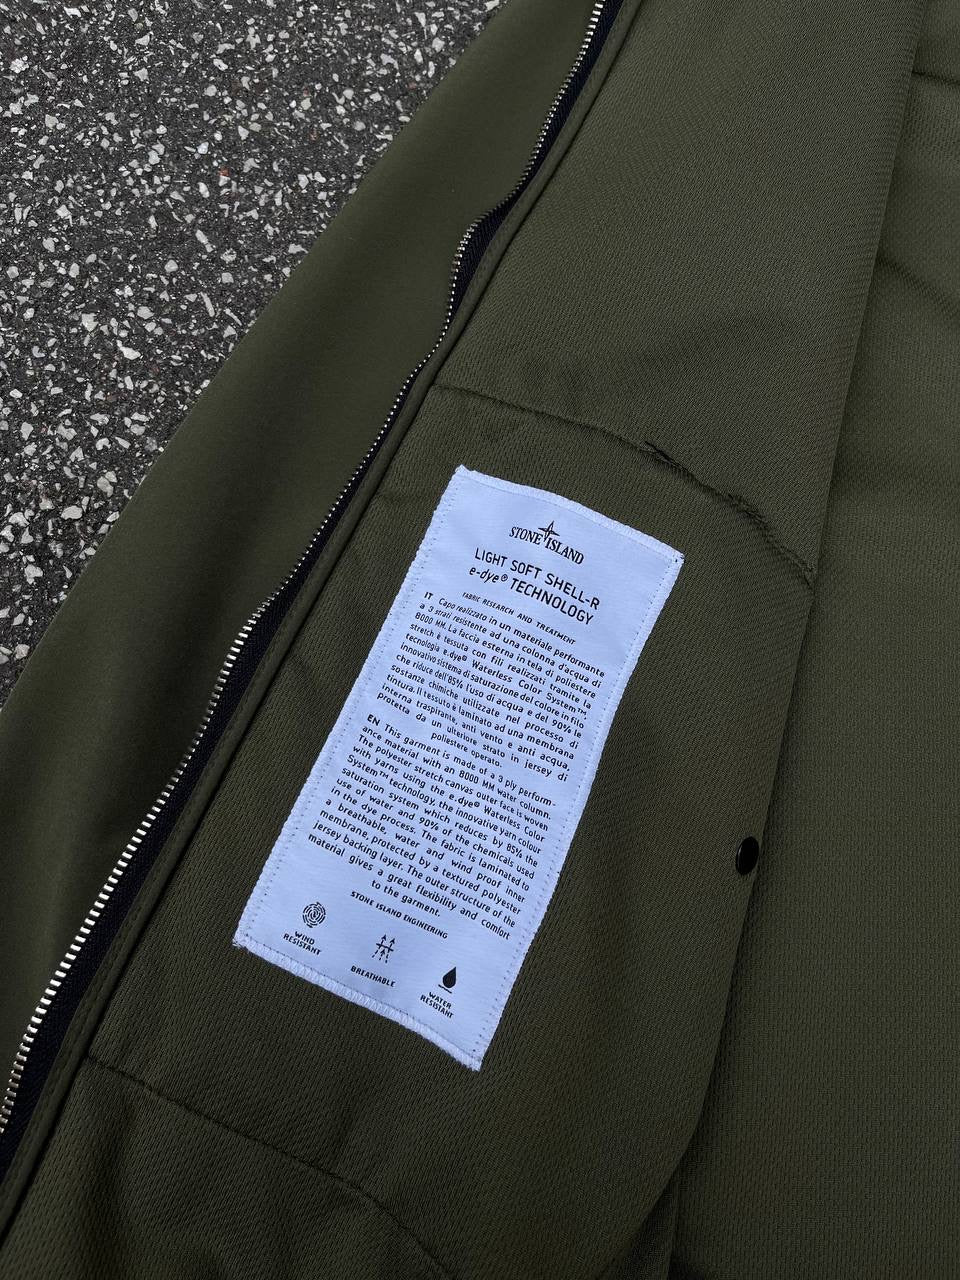 STONE ISLAND
LIGHT SOFT SHELL-R
e-dye® TECHNOLOGY
FABRIC RESEARCH AND TREATMENT
IT Capo realizzato in un materiale performante
a 3 strati resistente ad una colonna d'acqua di
8000 MM. La faccia esterna in tela di poliestere
stretch è tessuta con fili realizzati tramite la
tecnologia e.dye® Waterless Color System™
innovativo sistema di saturazione del colore in filo
che riduce dell'85% l'uso di acqua e del 90% le
sostanze chimiche utilizzate nel processo di
tintura. Il tessuto è laminato ad una membrana
interna traspirante, anti vento e anti acqua,
protetta da un ulteriore strato in jersey di
poliestere operato.
EN This garment is made of a 3 ply perform-
ance material with an 8000 MM water column.
The polyester stretch canvas outer face is woven
with yarns using the e.dye® Waterless Color
System™ technology, the innovative yarn colour
saturation system which reduces by 85% the
use of water and 90% of the chemicals used
in the dye process. The fabric is laminated to
a breathable, water and wind proof inner
membrane, protected by a textured polyester
jersey backing layer. The outer structure of the
material gives a great flexibility and comfort
to the garment.
STONE ISLAND ENGINEERING
WIND
RESISTANT
BREATHABLE
WATER
RESISTANT